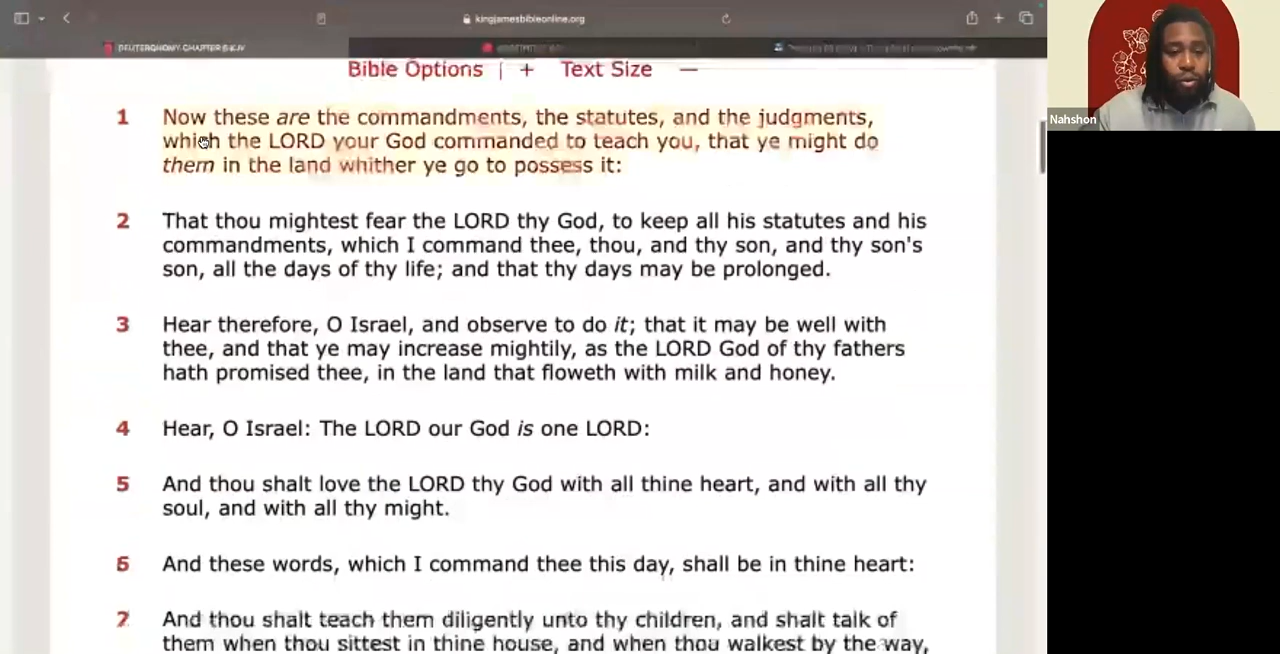 kingjamesbibleonline.org
DEUTERONOMY CHAPTER 6 KJV
Bible Options | + Text Size —
1 Now these are the commandments, the statutes, and the judgments,
which the LORD your God commanded to teach you, that ye might do
them in the land whither ye go to possess it:
2 That thou mightest fear the LORD thy God, to keep all his statutes and his
commandments, which I command thee, thou, and thy son, and thy son's
son, all the days of thy life; and that thy days may be prolonged.
3 Hear therefore, O Israel, and observe to do it; that it may be well with
thee, and that ye may increase mightily, as the LORD God of thy fathers
hath promised thee, in the land that floweth with milk and honey.
4 Hear, O Israel: The LORD our God is one LORD:
5 And thou shalt love the LORD thy God with all thine heart, and with all thy
soul, and with all thy might.
6 And these words, which I command thee this day, shall be in thine heart:
7 And thou shalt teach them diligently unto thy children, and shalt talk of
them when thou sittest in thine house, and when thou walkest by the way,
Nahshon